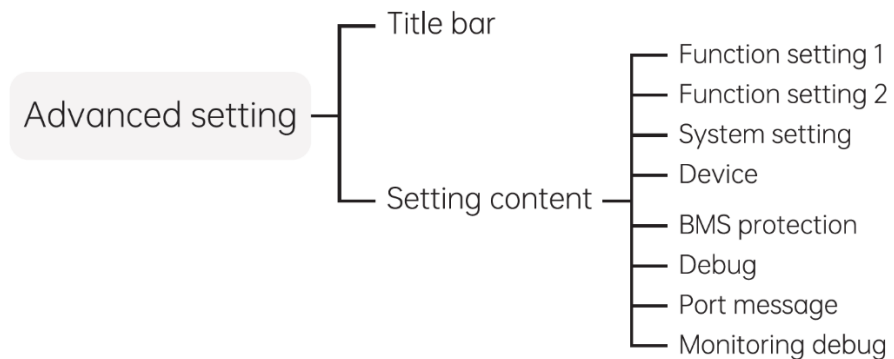 Title bar
Advanced setting
Setting content
Function setting 1
Function setting 2
System setting
Device
BMS protection
Debug
Port message
Monitoring debug